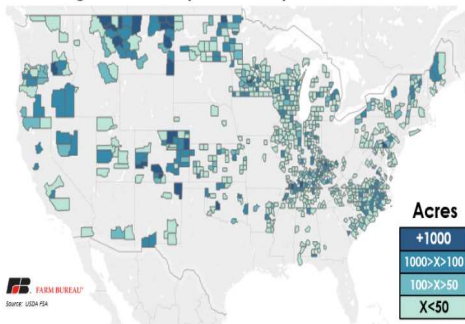 Acres
+1000
1000>X>100
100>X>50
X<50
FARM BUREAU®
Source: USDA FSA